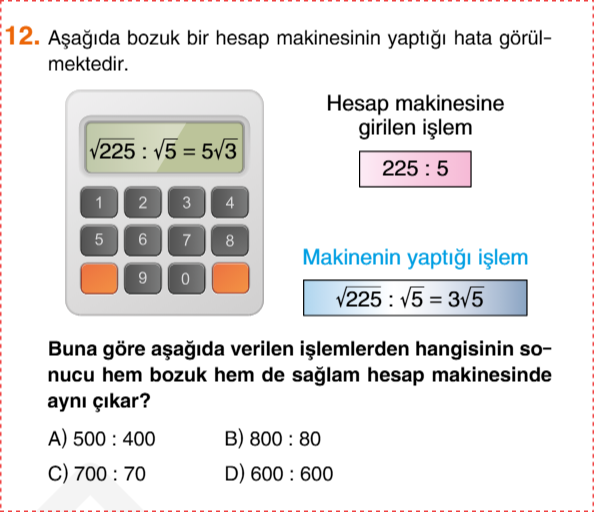 12. Aşağıda bozuk bir hesap makinesinin yaptığı hata görül-
mektedir.
Hesap makinesine
girilen işlem
225 : 5
√225 : √5 = 5√3
1 2 3 4
5 6 7 8
9 0
Makinenin yaptığı işlem
√225 : √5 = 3√5
Buna göre aşağıda verilen işlemlerden hangisinin so-
nucu hem bozuk hem de sağlam hesap makinesinde
aynı çıkar?
A) 500 : 400 B) 800 : 80
C) 700 : 70 D) 600 : 600